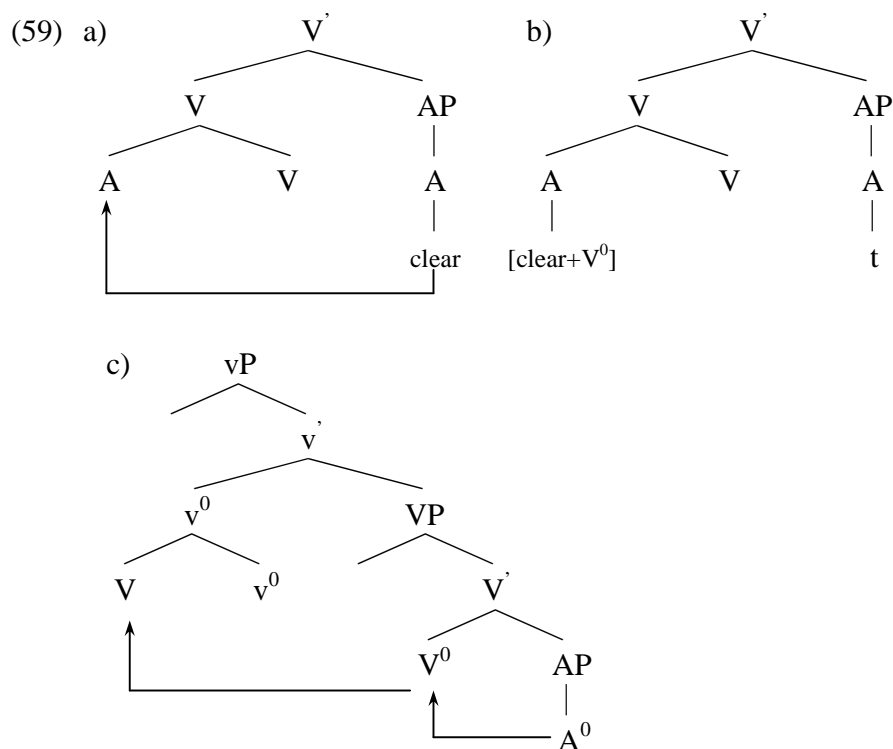 (59) a) V’ b) V’
V AP V AP
A V A A V A
clear [clear+V⁰] t
c) vP
v’
v⁰ VP
V v⁰ V’
V⁰ AP
A⁰